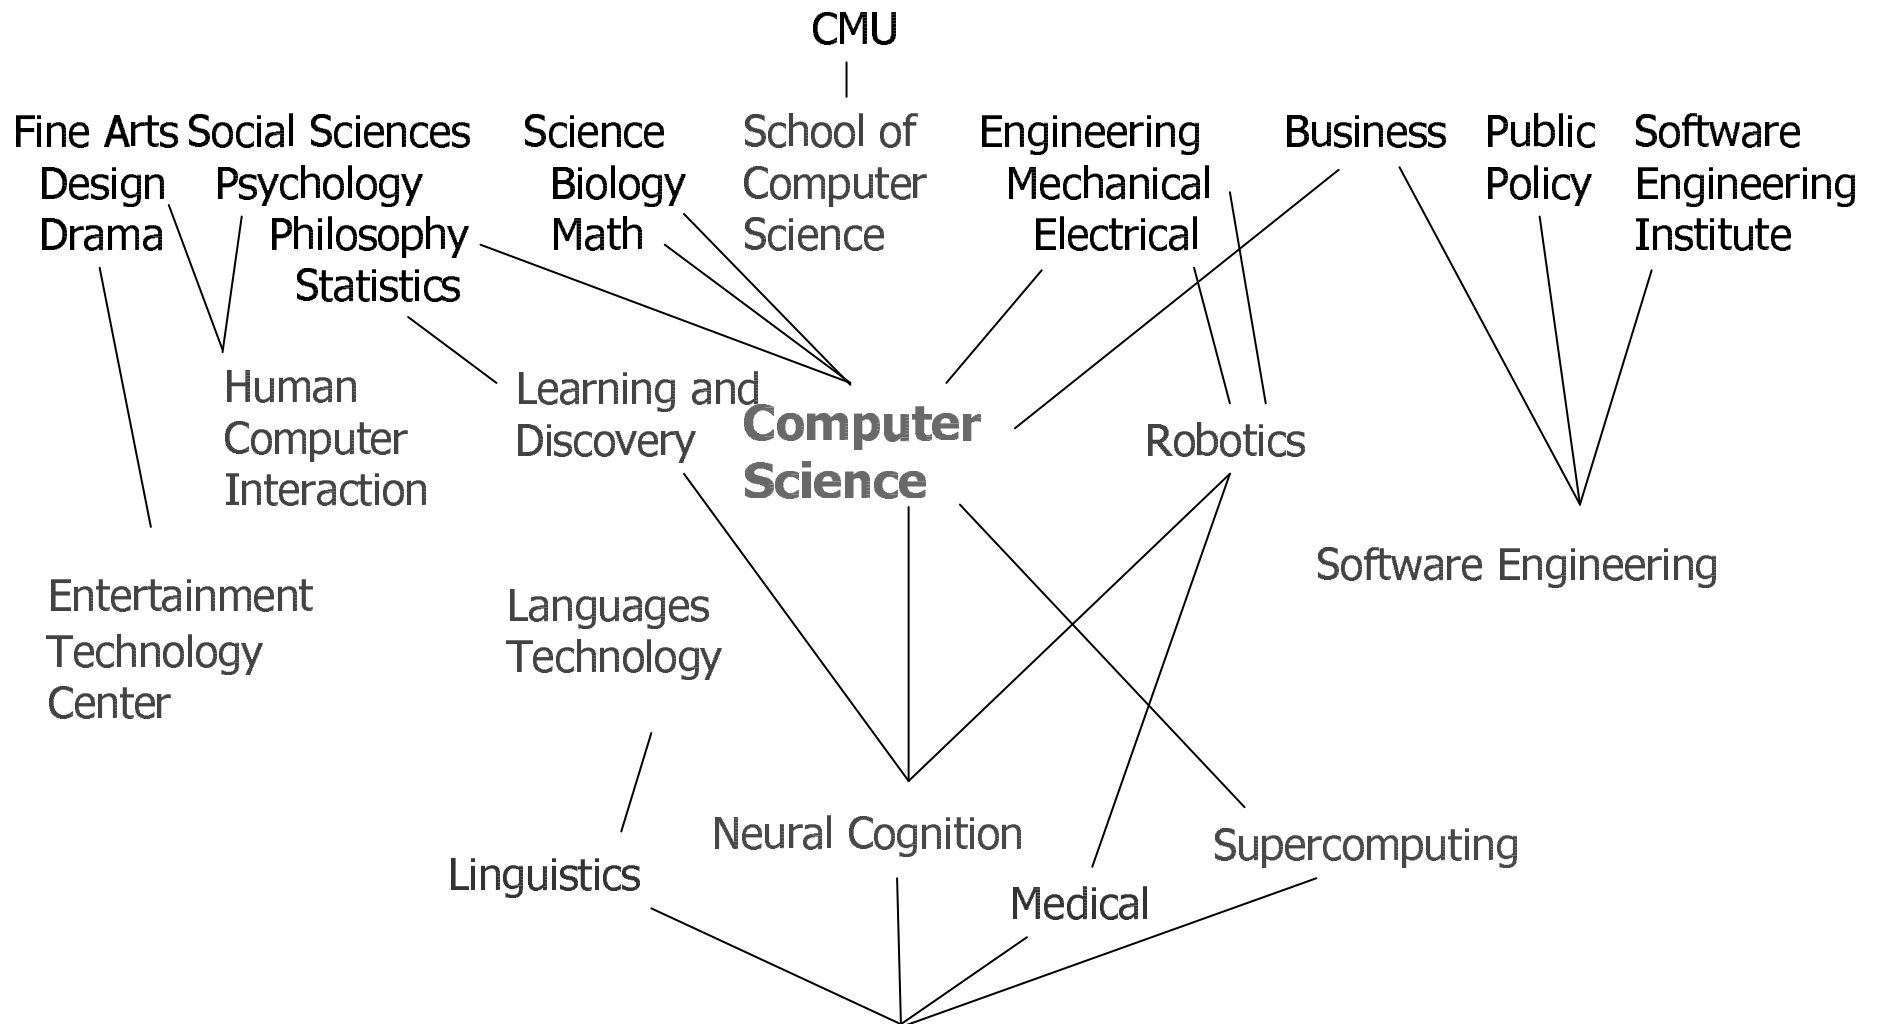 CMU
Fine Arts
Design
Drama
Social Sciences
Psychology
Philosophy
Statistics
Science
Biology
Math
School of
Computer
Science
Engineering
Mechanical
Electrical
Business
Public
Policy
Software
Engineering
Institute
Human
Computer
Interaction
Learning and
Discovery
Computer
Science
Robotics
Software Engineering
Entertainment
Technology
Center
Languages
Technology
Linguistics
Neural Cognition
Medical
Supercomputing